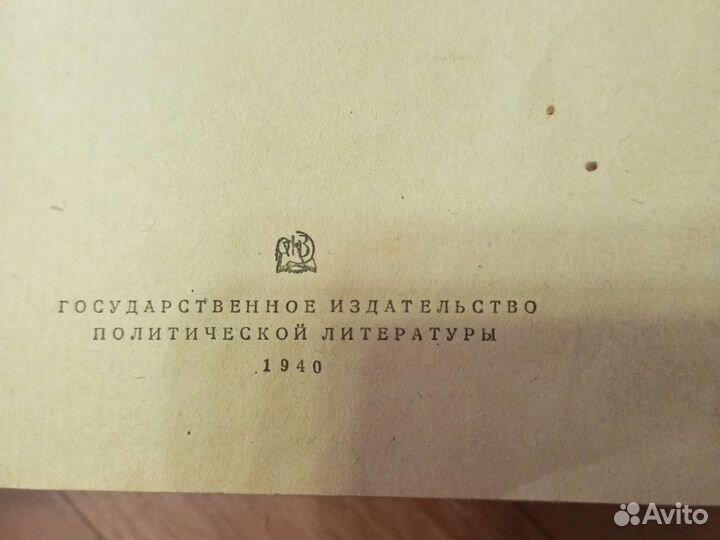 ГОСУДАРСТВЕННОЕ ИЗДАТЕЛЬСТВО
ПОЛИТИЧЕСКОЙ ЛИТЕРАТУРЫ
1940
Avito